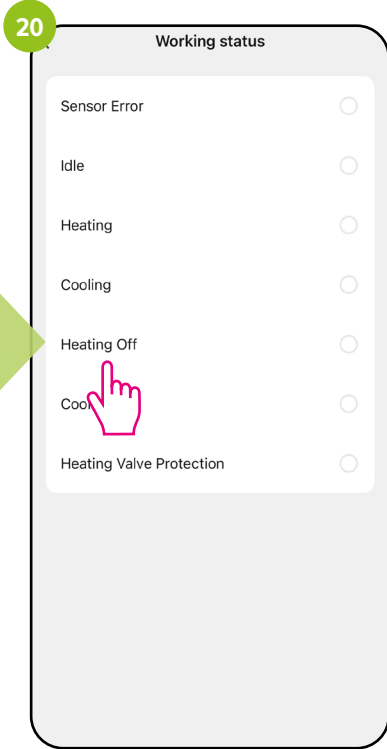 20
Working status
Sensor Error
Idle
Heating
Cooling
Heating Off
Heating Valve Protection